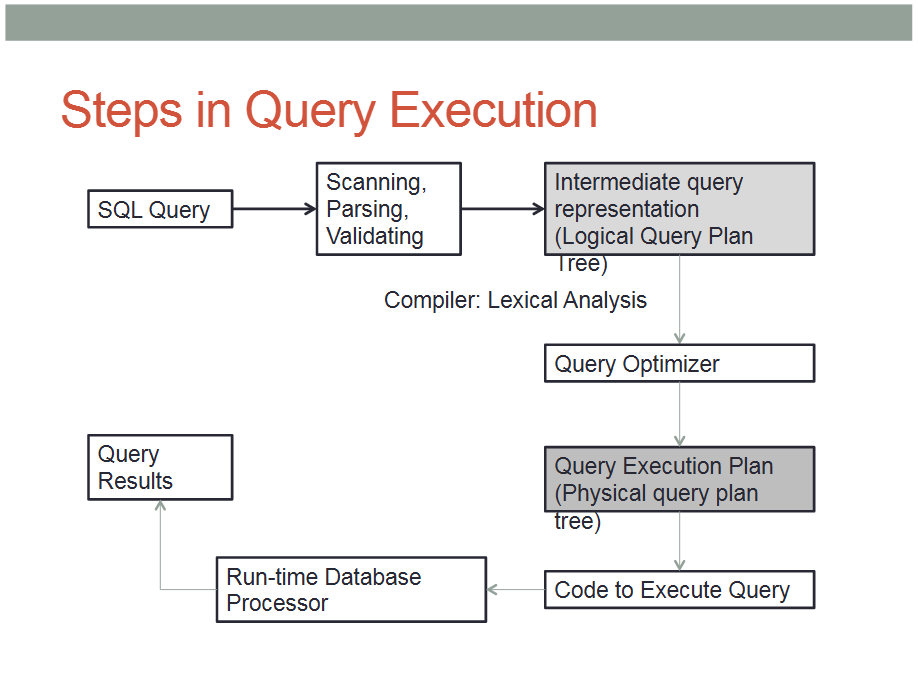 Steps in Query Execution
SQL Query
Scanning,
Parsing,
Validating
Intermediate query
representation
(Logical Query Plan
Tree)
Compiler: Lexical Analysis
Query Optimizer
Query Execution Plan
(Physical query plan
tree)
Code to Execute Query
Run-time Database
Processor
Query
Results